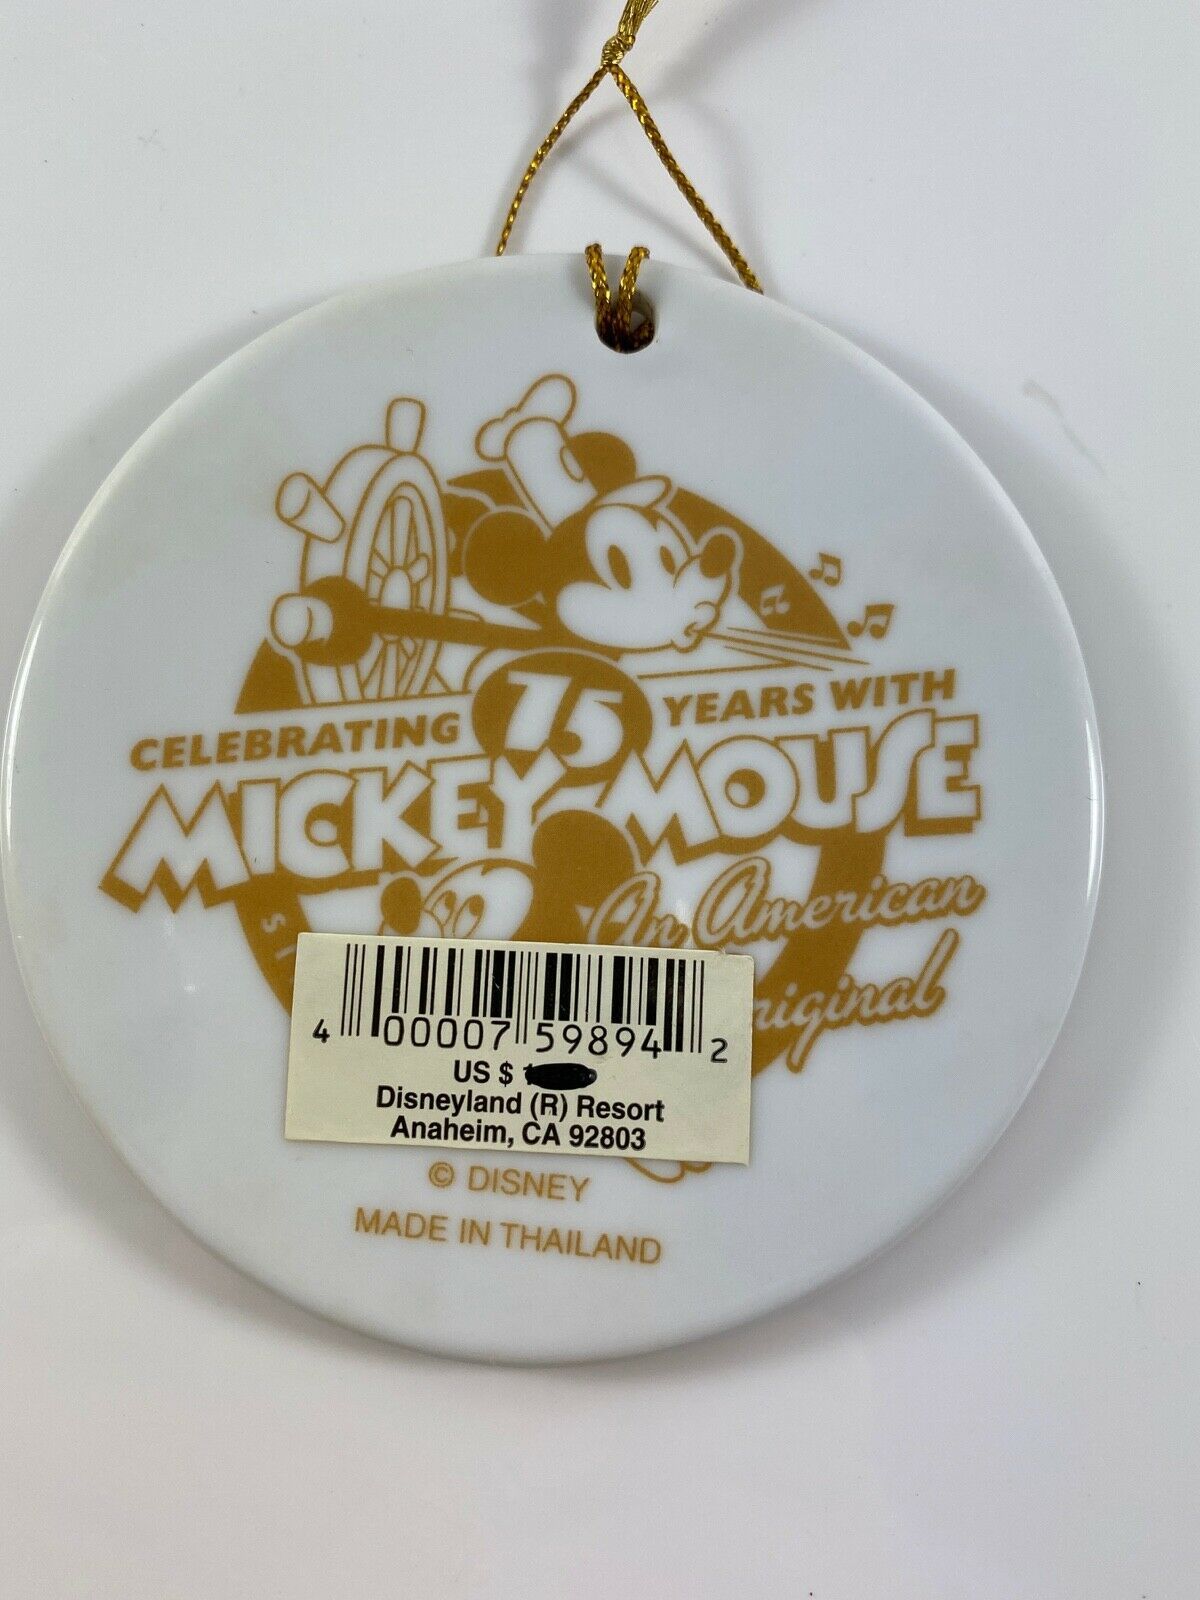 CELEBRATING 75 YEARS WITH
MICKEY MOUSE
An American
riginal
4 00007 59894 2
US $
Disneyland (R) Resort
Anaheim, CA 92803
© DISNEY
MADE IN THAILAND